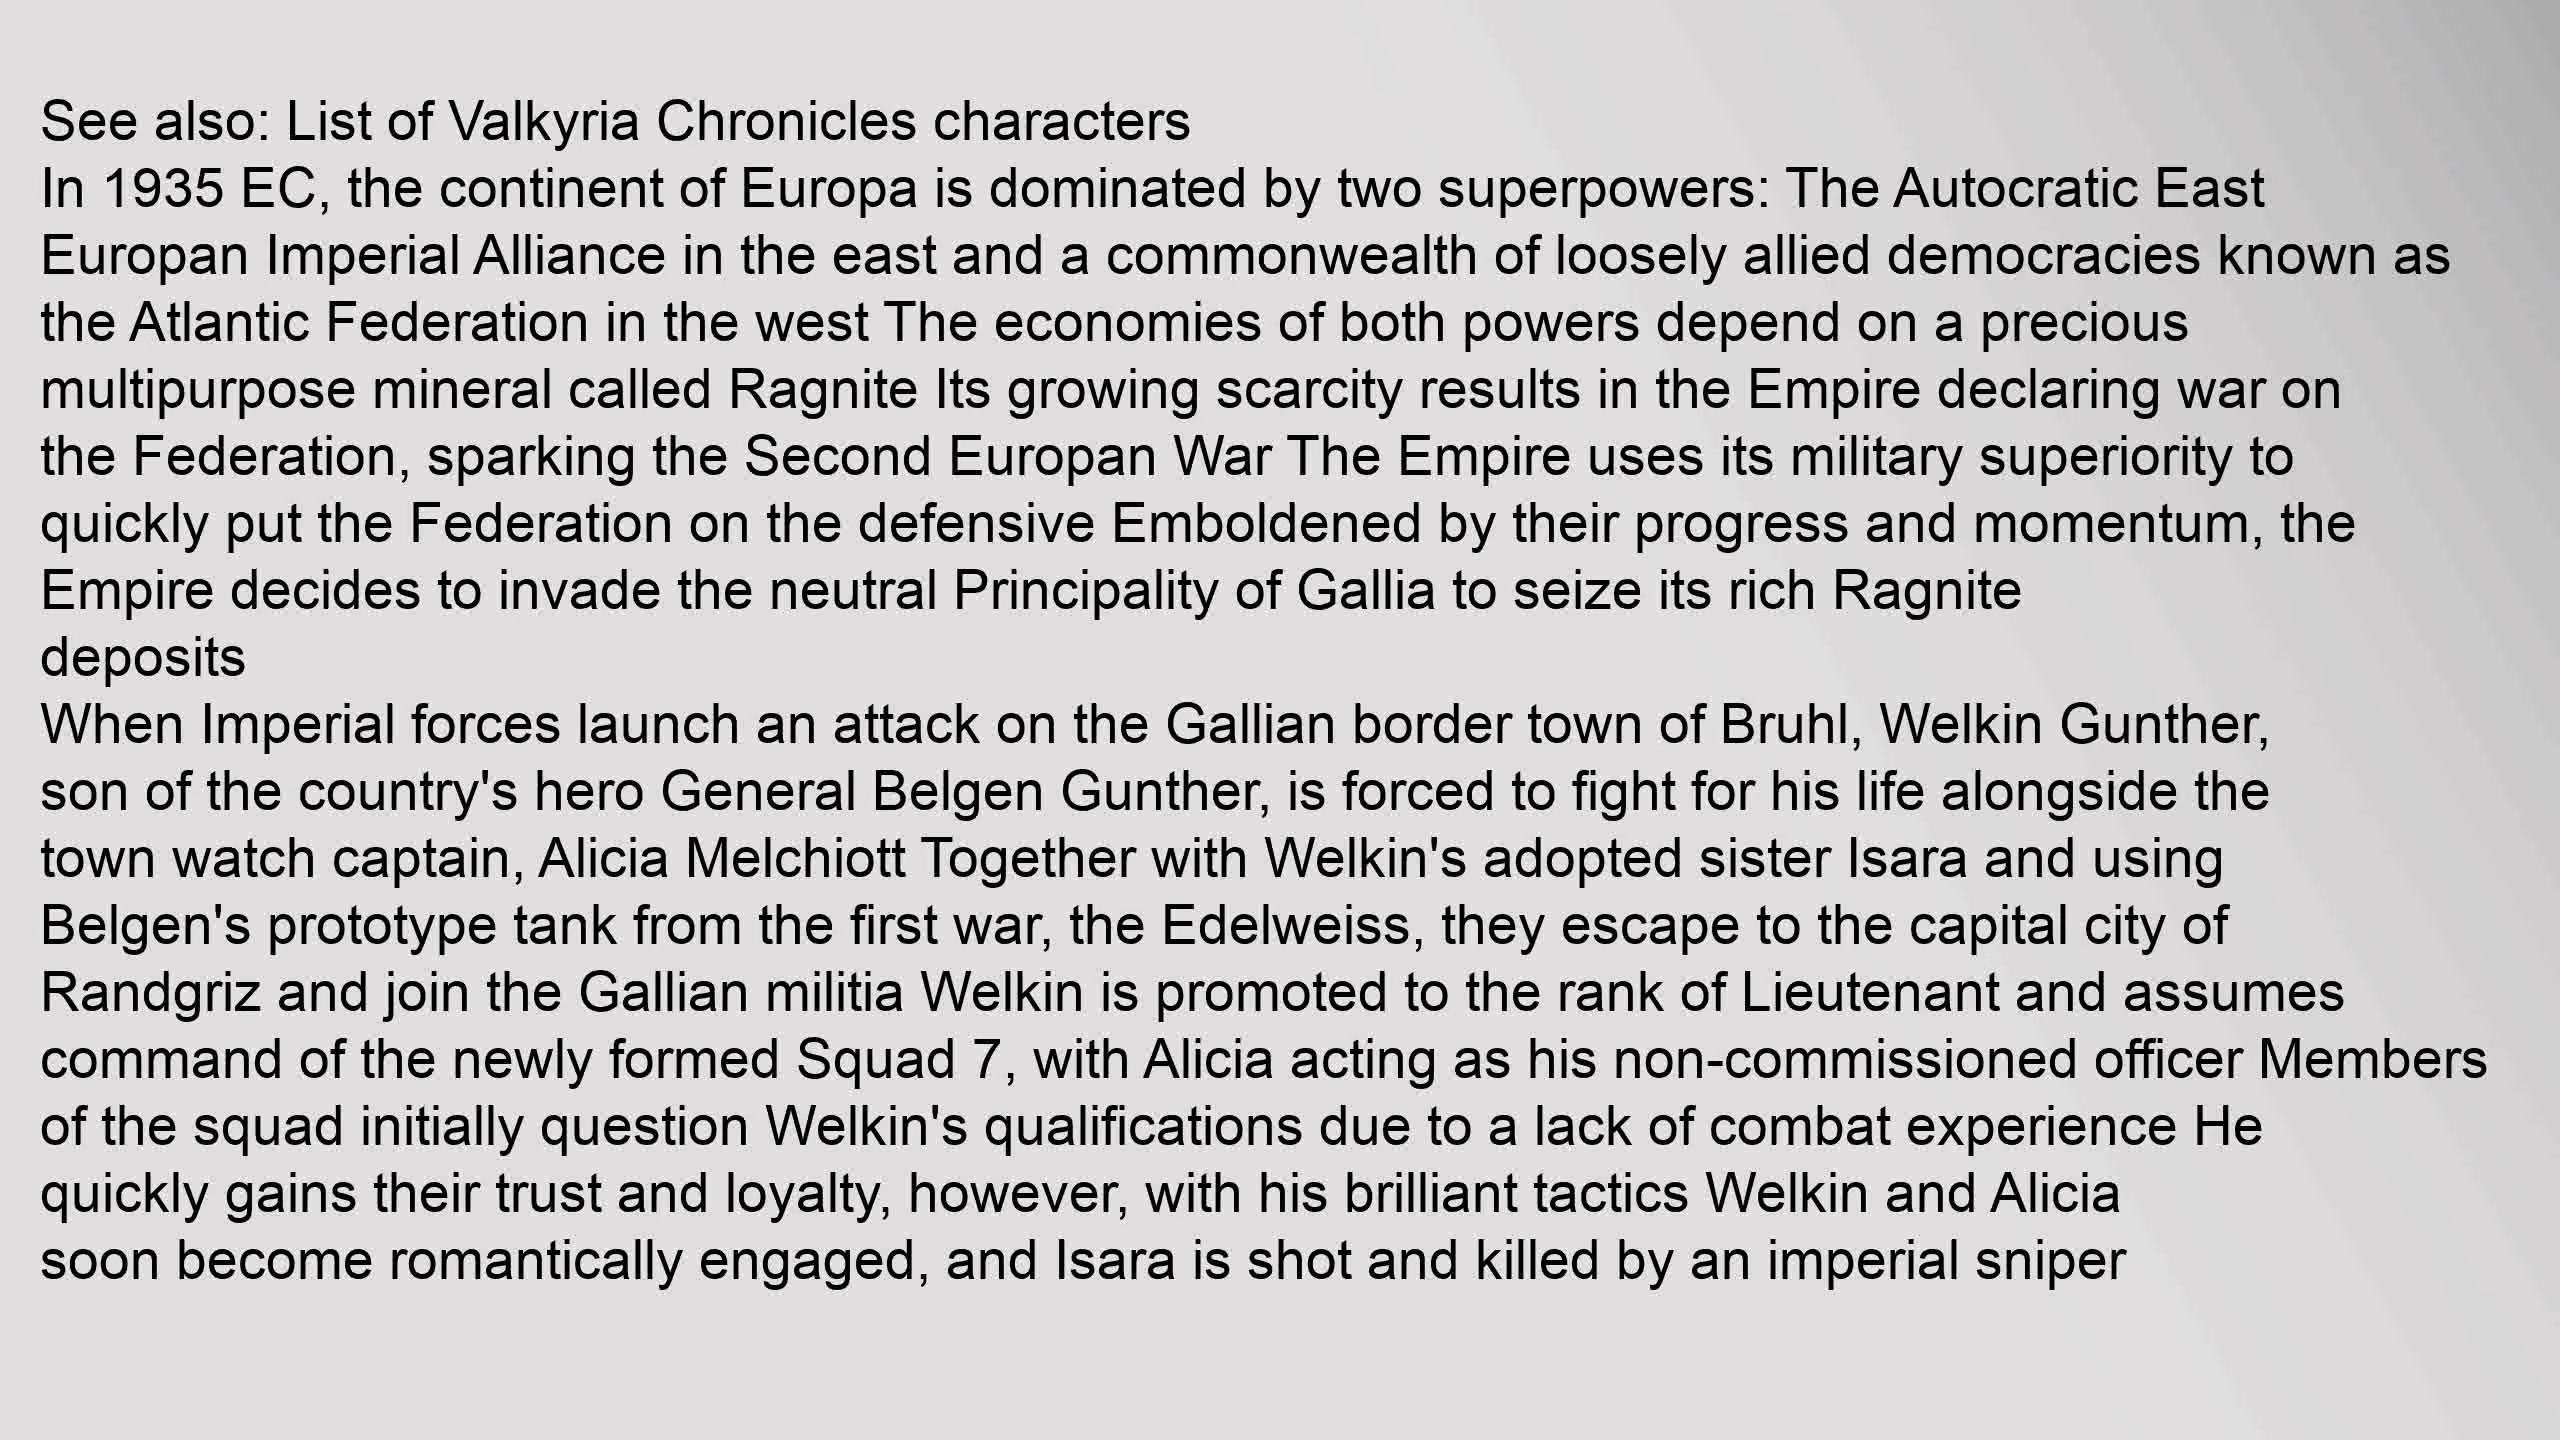 See also: List of Valkyria Chronicles characters
In 1935 EC, the continent of Europa is dominated by two superpowers: The Autocratic East
Europan Imperial Alliance in the east and a commonwealth of loosely allied democracies known as
the Atlantic Federation in the west The economies of both powers depend on a precious
multipurpose mineral called Ragnite Its growing scarcity results in the Empire declaring war on
the Federation, sparking the Second Europan War The Empire uses its military superiority to
quickly put the Federation on the defensive Emboldened by their progress and momentum, the
Empire decides to invade the neutral Principality of Gallia to seize its rich Ragnite
deposits
When Imperial forces launch an attack on the Gallian border town of Bruhl, Welkin Gunther,
son of the country's hero General Belgen Gunther, is forced to fight for his life alongside the
town watch captain, Alicia Melchiott Together with Welkin's adopted sister Isara and using
Belgen's prototype tank from the first war, the Edelweiss, they escape to the capital city of
Randgriz and join the Gallian militia Welkin is promoted to the rank of Lieutenant and assumes
command of the newly formed Squad 7, with Alicia acting as his non-commissioned officer Members
of the squad initially question Welkin's qualifications due to a lack of combat experience He
quickly gains their trust and loyalty, however, with his brilliant tactics Welkin and Alicia
soon become romantically engaged, and Isara is shot and killed by an imperial sniper